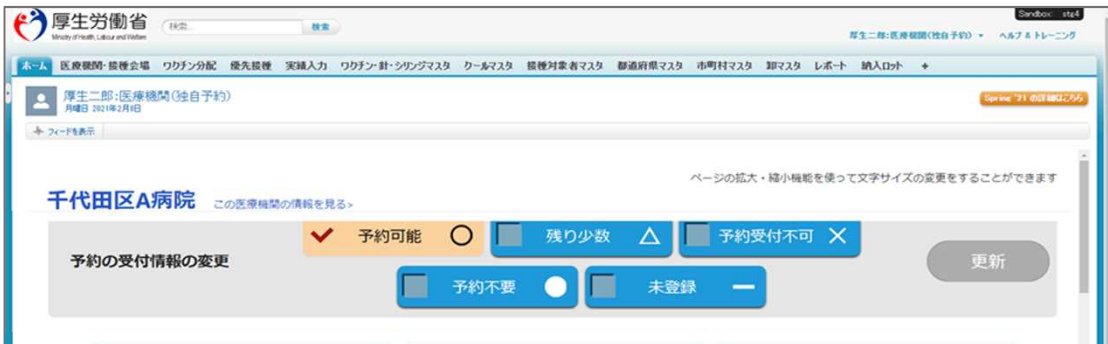 Sandbox: stg4
厚生労働省
Ministry of Health, Labour and Welfare
検索...
検索
厚生二郎:医療機関(独自予約)
ヘルプ & トレーニング
ホーム 医療機関・接種会場 ワクチン分配 優先接種 実績入力 ワクチン・針・シリンジマスタ クールマスタ 接種対象者マスタ 都道府県マスタ 市町村マスタ 卸マスタ レポート 納入ロット +
厚生二郎:医療機関(独自予約)
月曜日 2021年2月8日
Spring '21 の詳細はこちら
フィードを表示
ページの拡大・縮小機能を使って文字サイズの変更をすることができます
千代田区A病院 この医療機関の情報を見る>
予約の受付情報の変更
予約可能 ○ 残り少数 △ 予約受付不可 ×
予約不要 ● 未登録 ー
更新